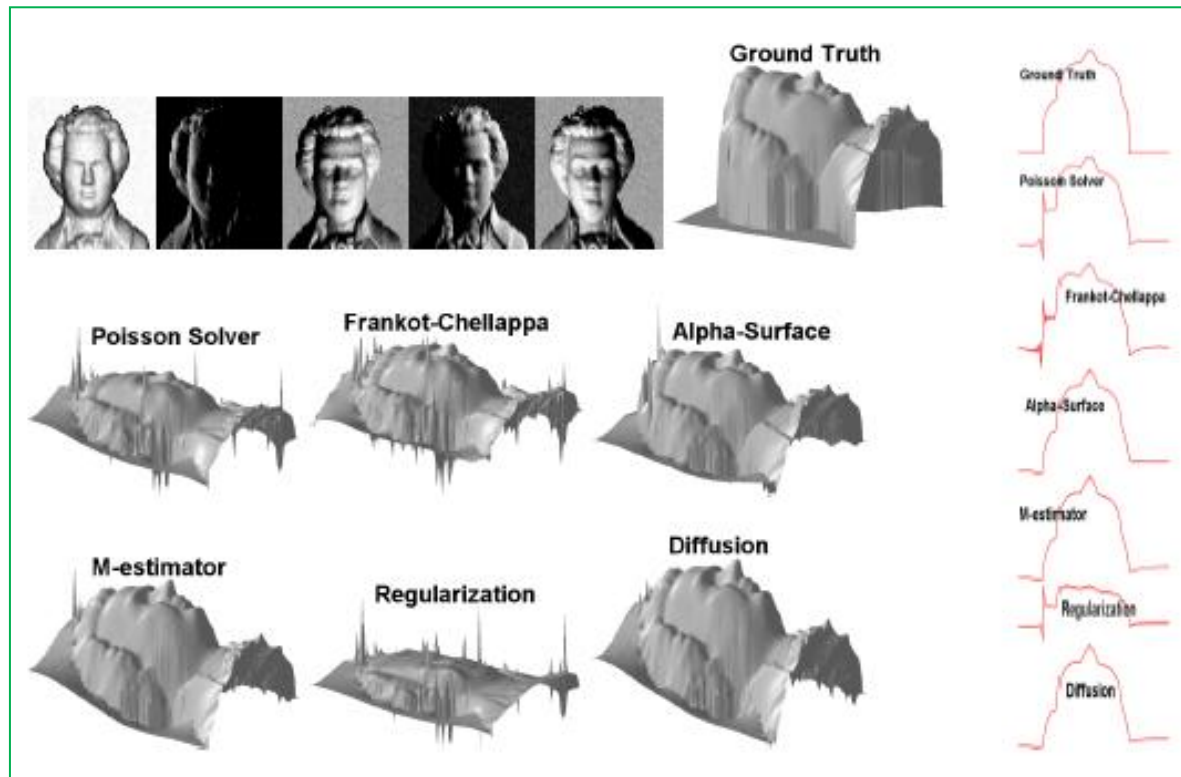 Ground Truth
Poisson Solver
Frankot-Chellappa
Alpha-Surface
M-estimator
Regularization
Diffusion
Ground Truth
Poisson Solver
Frankot-Chellappa
Alpha-Surface
M-estimator
Regularization
Diffusion